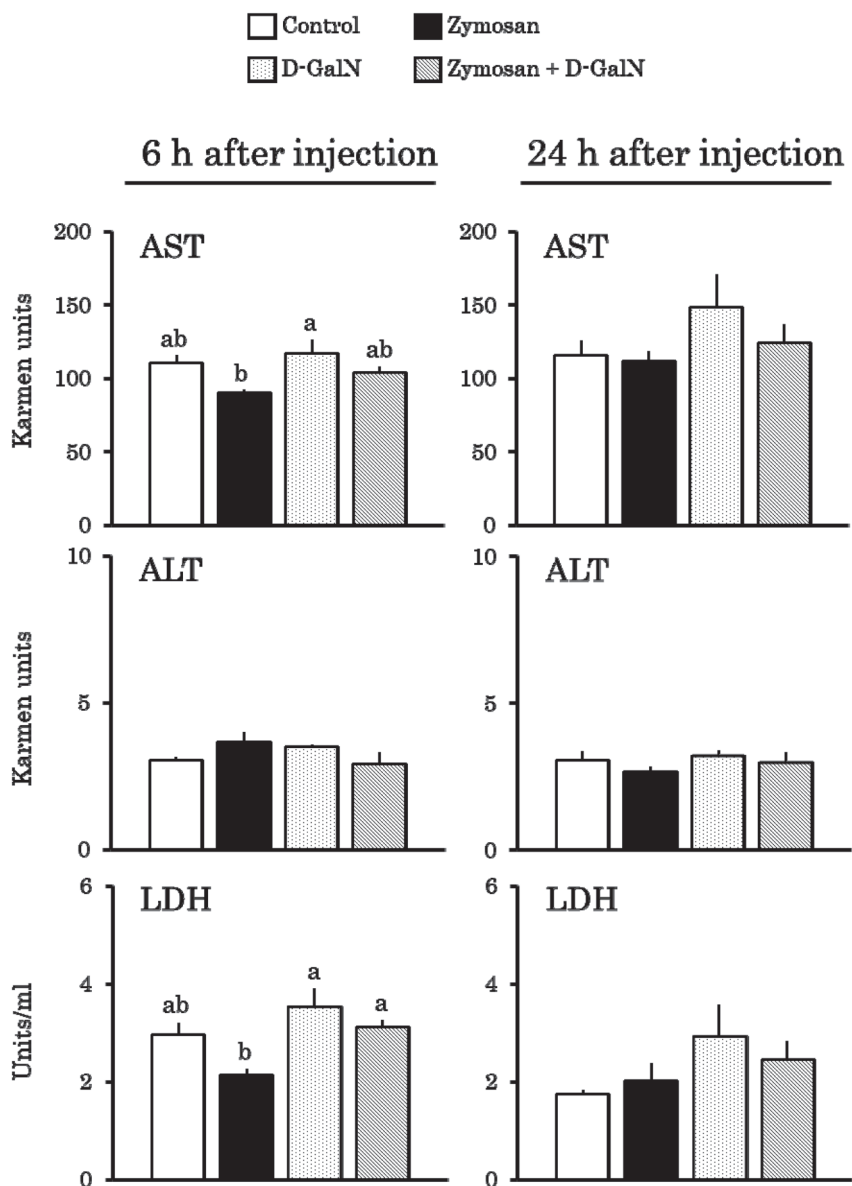 Control
Zymosan
D-GalN
Zymosan + D-GalN
6 h after injection
24 h after injection
200
AST
150
100
50
0
Karmen units
ab
b
a
ab
200
AST
150
100
50
0
10
ALT
5
0
Karmen units
10
ALT
5
0
6
LDH
4
2
0
Units/ml
ab
b
a
a
6
LDH
4
2
0